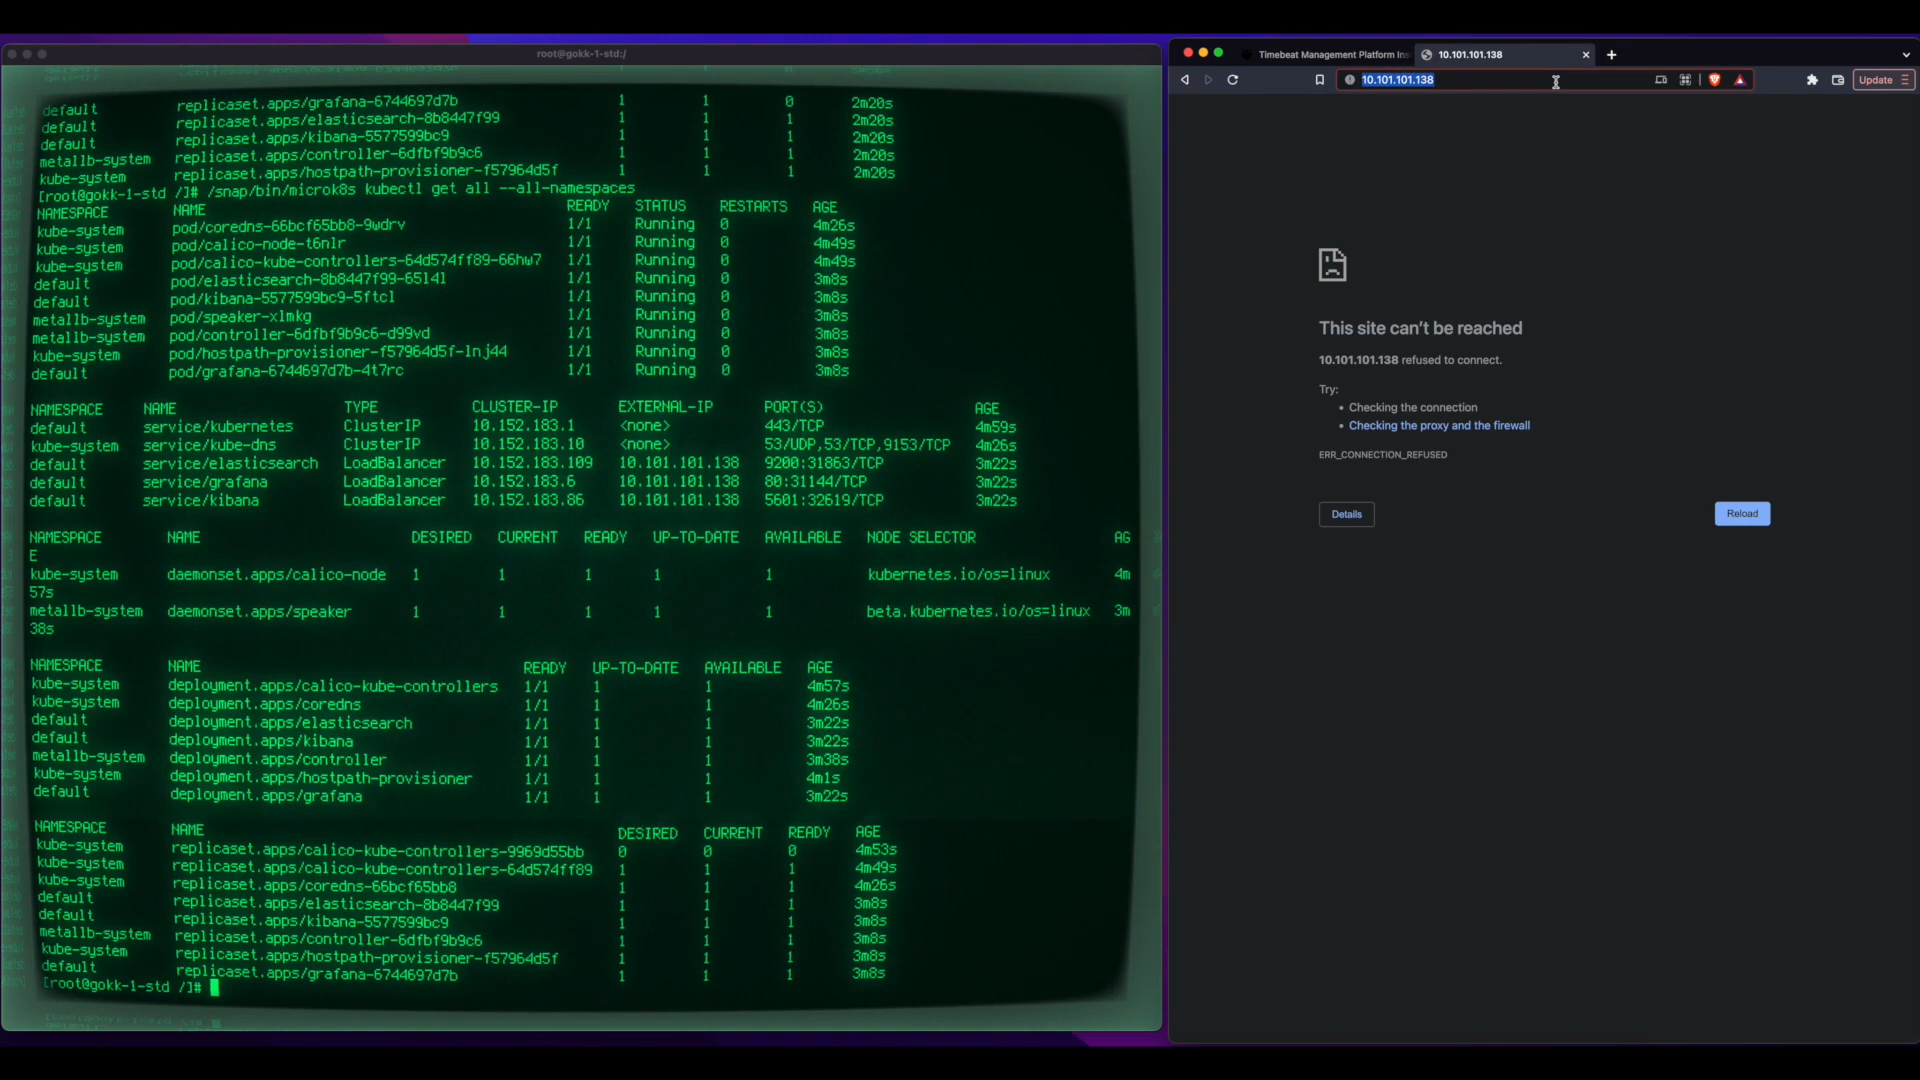 root@gokk-1-std:/
default replicaset.apps/grafana-6744697d7b 1 1 0 2m20s
default replicaset.apps/elasticsearch-8b8447f99 1 1 1 2m20s
default replicaset.apps/kibana-5577599bc9 1 1 1 2m20s
metallb-system replicaset.apps/controller-6dfbf9b9c6 1 1 1 2m20s
kube-system replicaset.apps/hostpath-provisioner-f57964d5f 1 1 1 2m20s
[root@gokk-1-std /]# /snap/bin/microk8s kubectl get all --all-namespaces
NAMESPACE NAME READY STATUS RESTARTS AGE
kube-system pod/coredns-66bcf65bb8-9wdrv 1/1 Running 0 4m26s
kube-system pod/calico-node-t6nlr 1/1 Running 0 4m49s
kube-system pod/calico-kube-controllers-64d574ff89-66hw7 1/1 Running 0 4m49s
default pod/elasticsearch-8b8447f99-65l4l 1/1 Running 0 3m8s
default pod/kibana-5577599bc9-5ftcl 1/1 Running 0 3m8s
metallb-system pod/speaker-xlmkg 1/1 Running 0 3m8s
metallb-system pod/controller-6dfbf9b9c6-d99vd 1/1 Running 0 3m8s
kube-system pod/hostpath-provisioner-f57964d5f-lnj44 1/1 Running 0 3m8s
default pod/grafana-6744697d7b-4t7rc 1/1 Running 0 3m8s
NAMESPACE NAME TYPE CLUSTER-IP EXTERNAL-IP PORT(S) AGE
default service/kubernetes ClusterIP 10.152.183.1 <none> 443/TCP 4m59s
kube-system service/kube-dns ClusterIP 10.152.183.10 <none> 53/UDP,53/TCP,9153/TCP 4m26s
default service/elasticsearch LoadBalancer 10.152.183.109 10.101.101.138 9200:31863/TCP 3m22s
default service/grafana LoadBalancer 10.152.183.6 10.101.101.138 80:31144/TCP 3m22s
default service/kibana LoadBalancer 10.152.183.86 10.101.101.138 5601:32619/TCP 3m22s
NAMESPACE NAME DESIRED CURRENT READY UP-TO-DATE AVAILABLE NODE SELECTOR AG
E
kube-system daemonset.apps/calico-node 1 1 1 1 1 kubernetes.io/os=linux 4m
57s
metallb-system daemonset.apps/speaker 1 1 1 1 1 beta.kubernetes.io/os=linux 3m
38s
NAMESPACE NAME READY UP-TO-DATE AVAILABLE AGE
kube-system deployment.apps/calico-kube-controllers 1/1 1 1 4m57s
kube-system deployment.apps/coredns 1/1 1 1 4m26s
default deployment.apps/elasticsearch 1/1 1 1 3m22s
default deployment.apps/kibana 1/1 1 1 3m22s
metallb-system deployment.apps/controller 1/1 1 1 3m38s
kube-system deployment.apps/hostpath-provisioner 1/1 1 1 4m1s
default deployment.apps/grafana 1/1 1 1 3m22s
NAMESPACE NAME DESIRED CURRENT READY AGE
kube-system replicaset.apps/calico-kube-controllers-9969d55bb 0 0 0 4m53s
kube-system replicaset.apps/calico-kube-controllers-64d574ff89 1 1 1 4m49s
kube-system replicaset.apps/coredns-66bcf65bb8 1 1 1 4m26s
default replicaset.apps/elasticsearch-8b8447f99 1 1 1 3m8s
default replicaset.apps/kibana-5577599bc9 1 1 1 3m8s
metallb-system replicaset.apps/controller-6dfbf9b9c6 1 1 1 3m8s
kube-system replicaset.apps/hostpath-provisioner-f57964d5f 1 1 1 3m8s
default replicaset.apps/grafana-6744697d7b 1 1 1 3m8s
[root@gokk-1-std /]#
Timebeat Management Platform Ins 10.101.101.138
10.101.101.138 Update
This site can't be reached
10.101.101.138 refused to connect.
Try:
• Checking the connection
• Checking the proxy and the firewall
ERR_CONNECTION_REFUSED
Details Reload